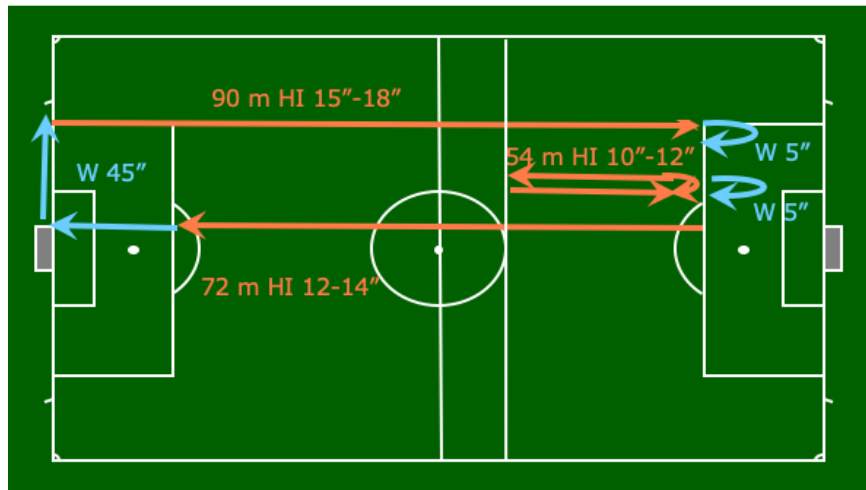 90 m HI 15”-18”
54 m HI 10”-12”
W 5”
W 45”
W 5”
72 m HI 12-14”